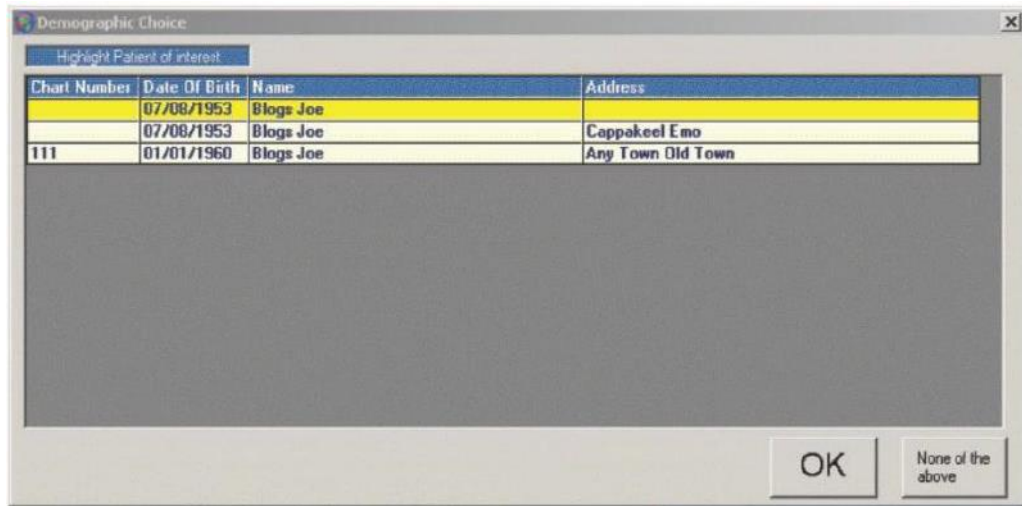 Demographic Choice
Highlight Patient of interest
Chart Number Date Of Birth Name Address
07/08/1953 Blogs Joe
07/08/1953 Blogs Joe Cappakeel Emo
111 01/01/1960 Blogs Joe Any Town Old Town
OK
None of the
above